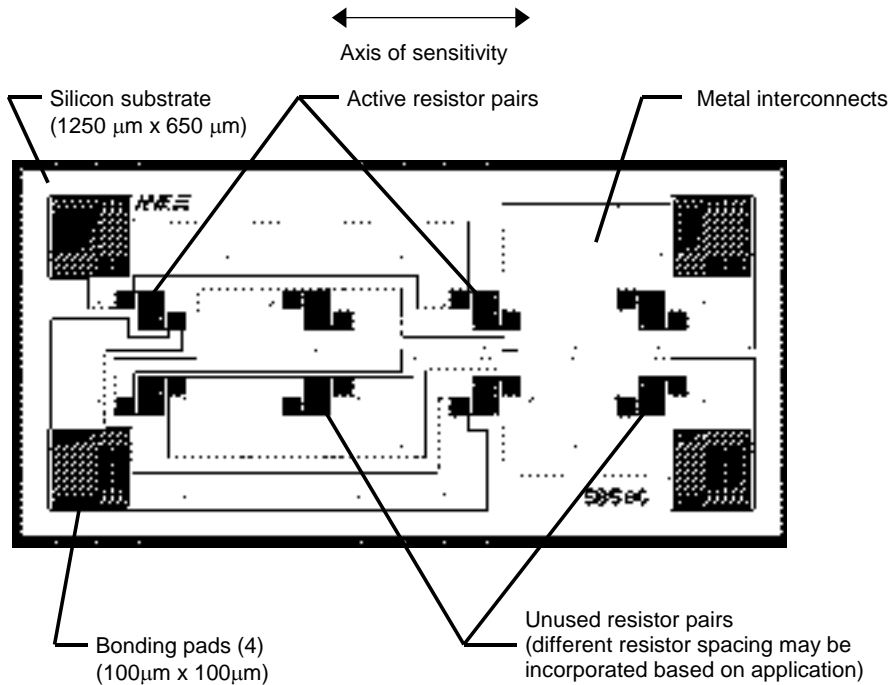 Axis of sensitivity
Silicon substrate
(1250 µm x 650 µm)
Active resistor pairs
Metal interconnects
Bonding pads (4)
(100µm x 100µm)
Unused resistor pairs
(different resistor spacing may be
incorporated based on application)